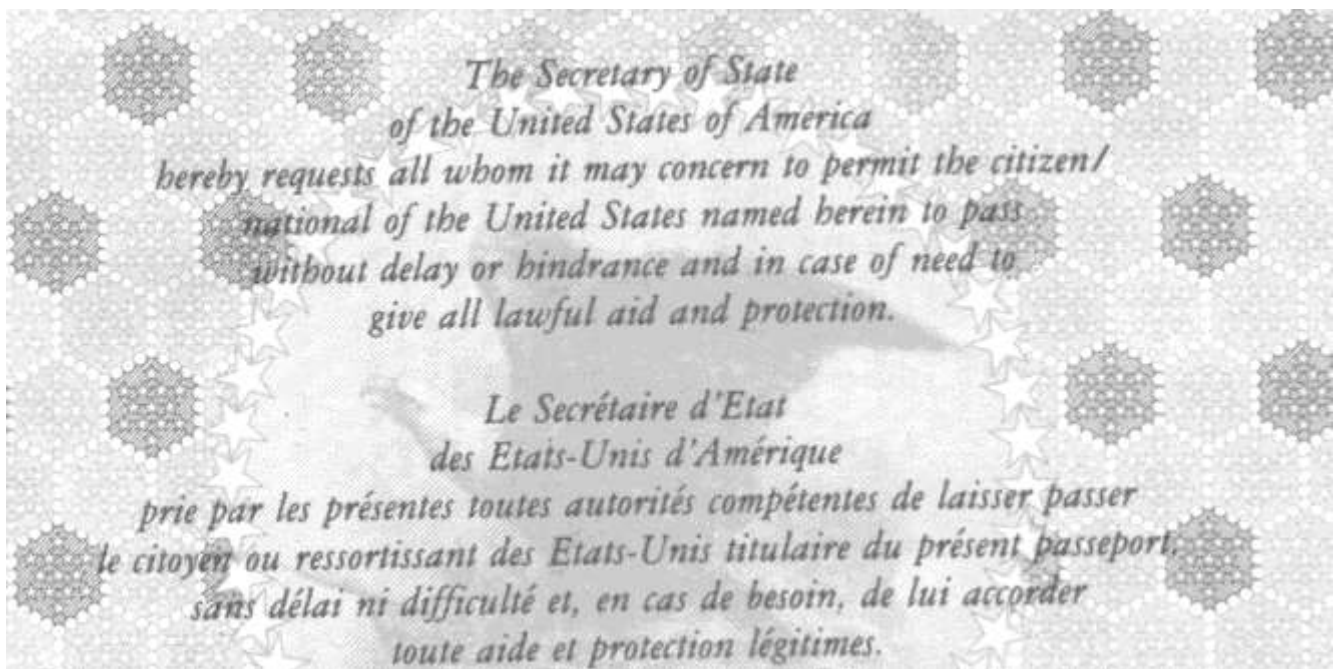 The Secretary of State
of the United States of America
hereby requests all whom it may concern to permit the citizen/
national of the United States named herein to pass
without delay or hindrance and in case of need to
give all lawful aid and protection.
Le Secrétaire d'Etat
des Etats-Unis d'Amérique
prie par les présentes toutes autorités compétentes de laisser passer
le citoyen ou ressortissant des Etats-Unis titulaire du présent passeport,
sans délai ni difficulté et, en cas de besoin, de lui accorder
toute aide et protection légitimes.